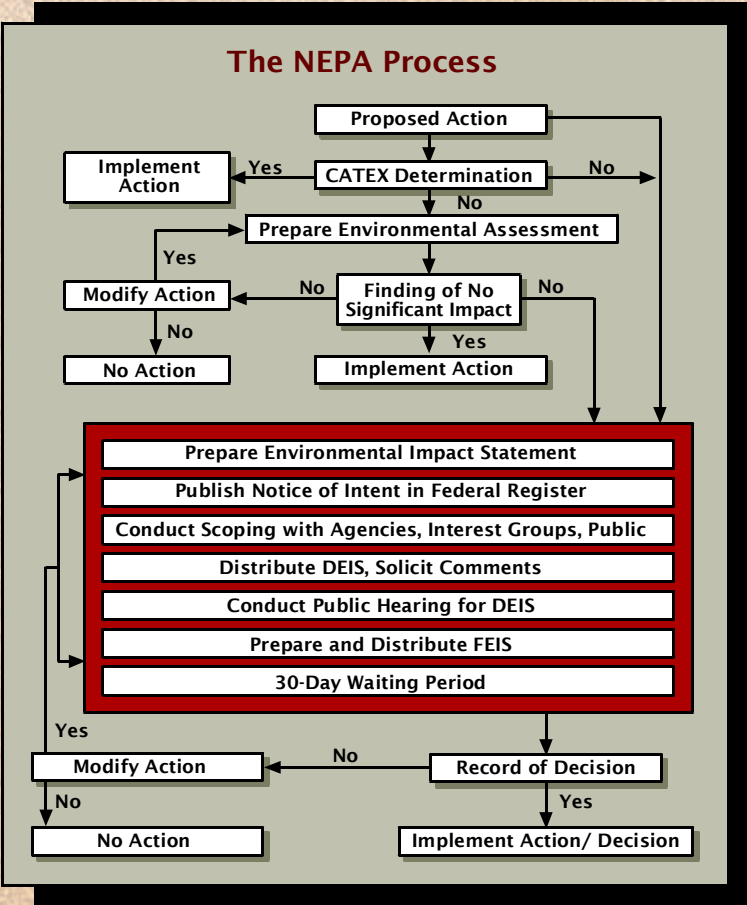 The NEPA Process
Proposed Action
Implement
Action
Yes
CATEX Determination
No
No
Prepare Environmental Assessment
Yes
Modify Action
No
Finding of No
Significant Impact
No
No
Yes
No Action
Implement Action
Prepare Environmental Impact Statement
Publish Notice of Intent in Federal Register
Conduct Scoping with Agencies, Interest Groups, Public
Distribute DEIS, Solicit Comments
Conduct Public Hearing for DEIS
Prepare and Distribute FEIS
30-Day Waiting Period
Yes
Modify Action
No
Record of Decision
No
Yes
No Action
Implement Action/ Decision